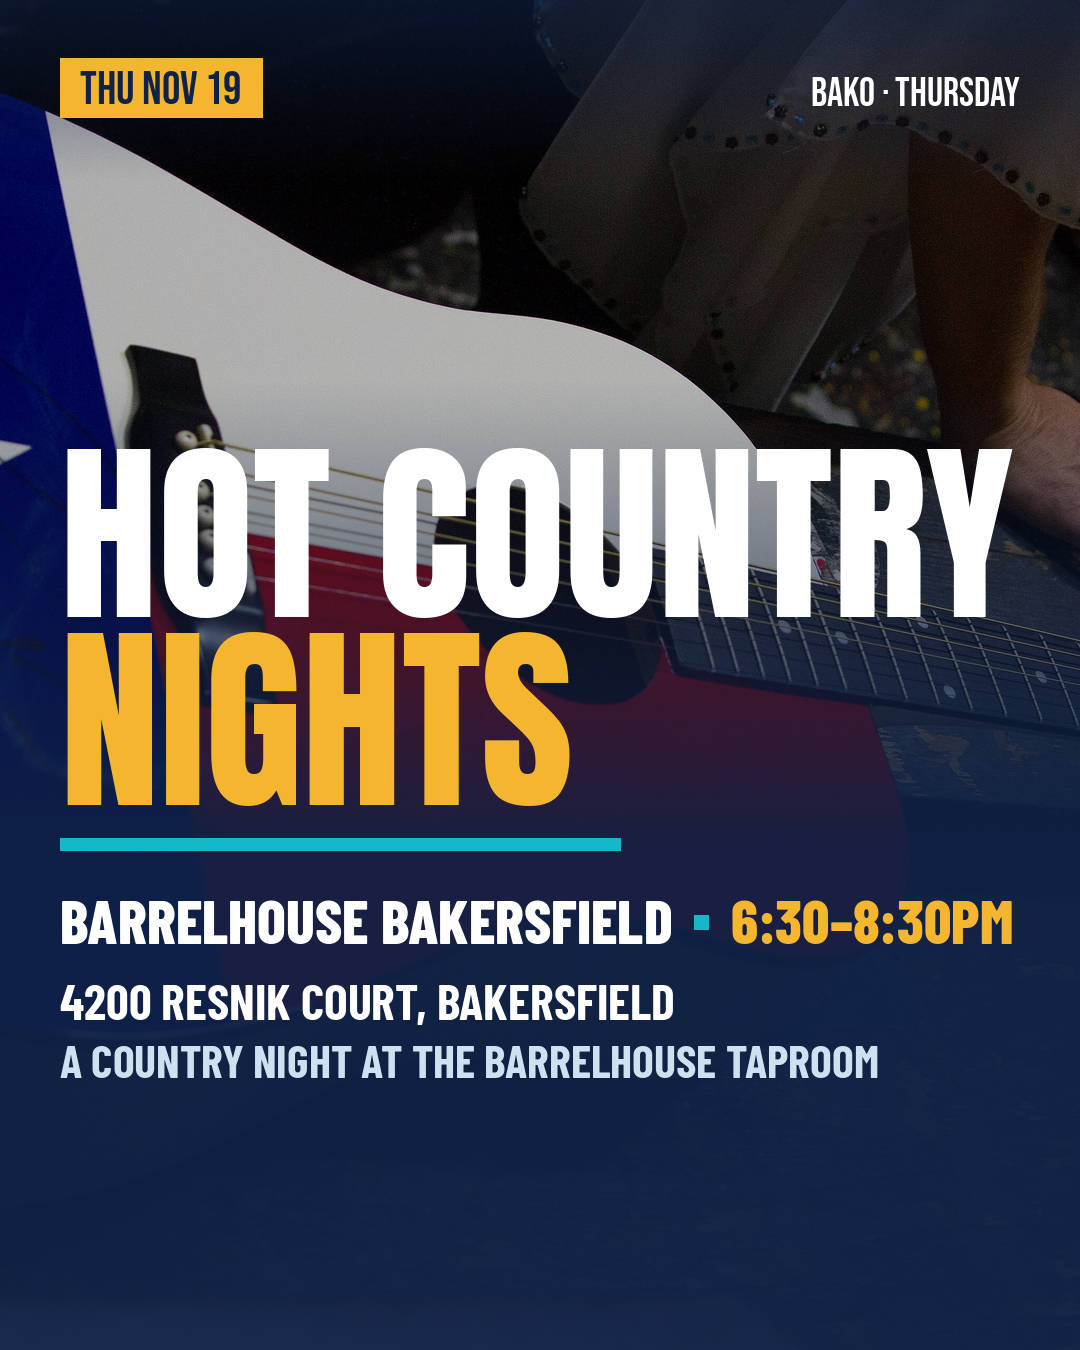 THU NOV 19
BAKO · THURSDAY
HOT COUNTRY
NIGHTS
BARRELHOUSE BAKERSFIELD ▪ 6:30–8:30PM
4200 RESNIK COURT, BAKERSFIELD
A COUNTRY NIGHT AT THE BARRELHOUSE TAPROOM